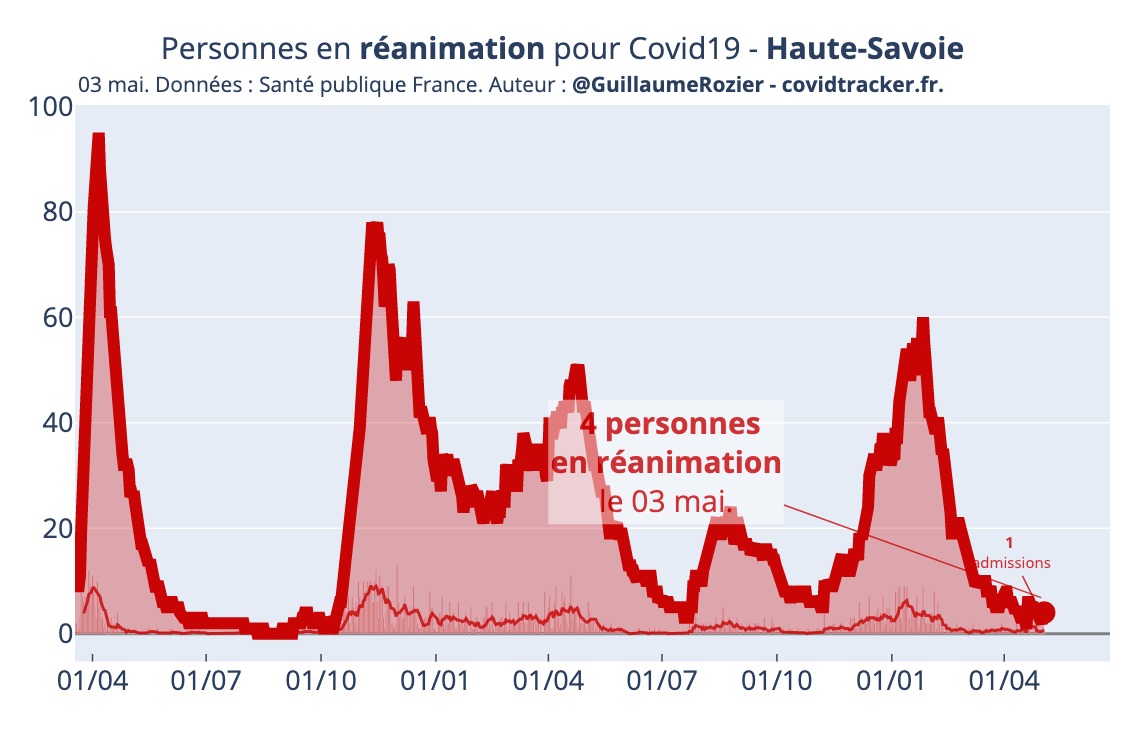 Personnes en réanimation pour Covid19 - Haute-Savoie
03 mai. Données : Santé publique France. Auteur : @GuillaumeRozier - covidtracker.fr.
100
80
60
40
20
0
4 personnes
en réanimation
le 03 mai.
1
admissions
01/04 01/07 01/10 01/01 01/04 01/07 01/10 01/01 01/04